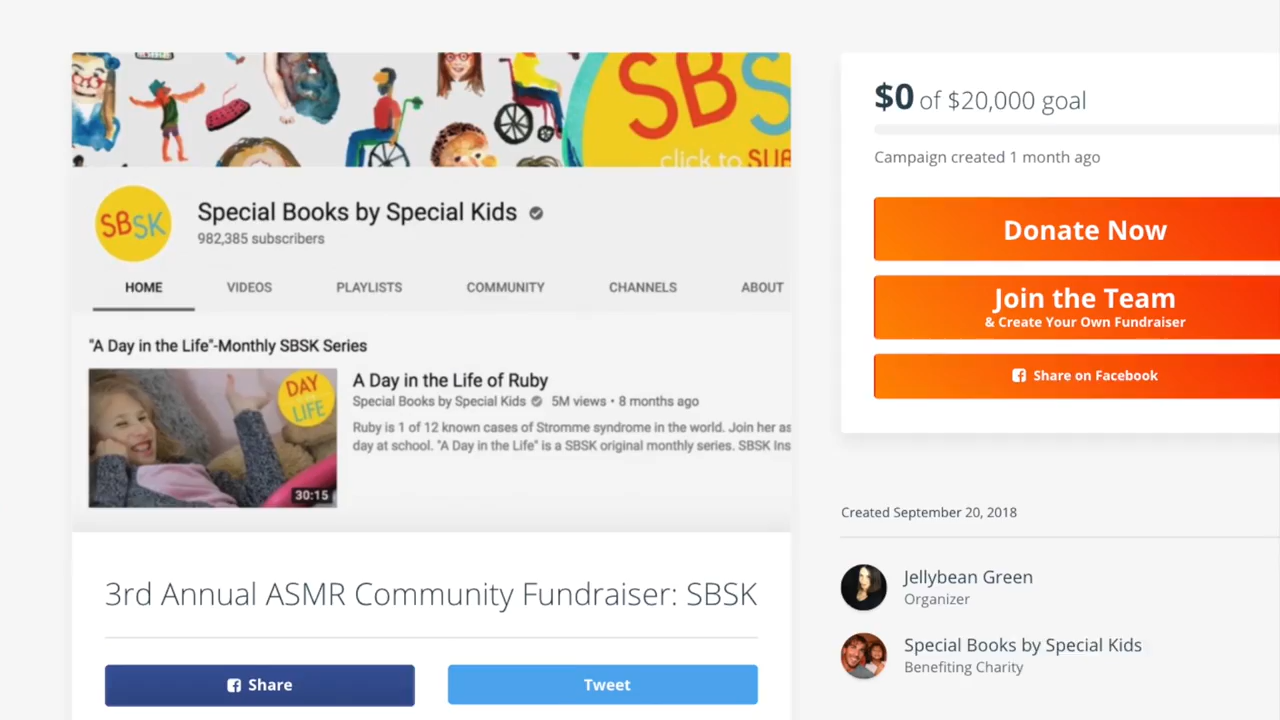 SBS
click to SUB
SBSK
Special Books by Special Kids
982,385 subscribers
HOME VIDEOS PLAYLISTS COMMUNITY CHANNELS ABOUT
"A Day in the Life"-Monthly SBSK Series
DAY
LIFE
30:15
A Day in the Life of Ruby
Special Books by Special Kids 5M views • 8 months ago
Ruby is 1 of 12 known cases of Stromme syndrome in the world. Join her as
day at school. "A Day in the Life" is a SBSK original monthly series. SBSK Ins
3rd Annual ASMR Community Fundraiser: SBSK
Share
Tweet
$0 of $20,000 goal
Campaign created 1 month ago
Donate Now
Join the Team
& Create Your Own Fundraiser
Share on Facebook
Created September 20, 2018
Jellybean Green
Organizer
Special Books by Special Kids
Benefiting Charity